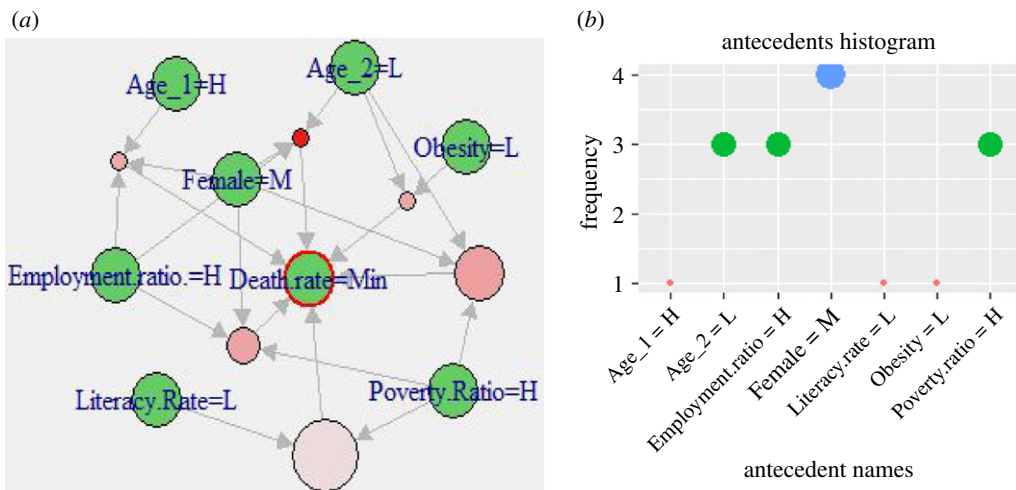 (a)
Age_1=H
Age_2=L
Obesity=L
Female=M
Employment.ratio.=H
Death.rate=Min
Literacy.Rate=L
Poverty.Ratio=H
(b)
antecedents histogram
frequency
4
3
2
1
Age_1 = H
Age_2 = L
Employment.ratio = H
Female = M
Literacy.rate = L
Obesity = L
Poverty.ratio = H
antecedent names